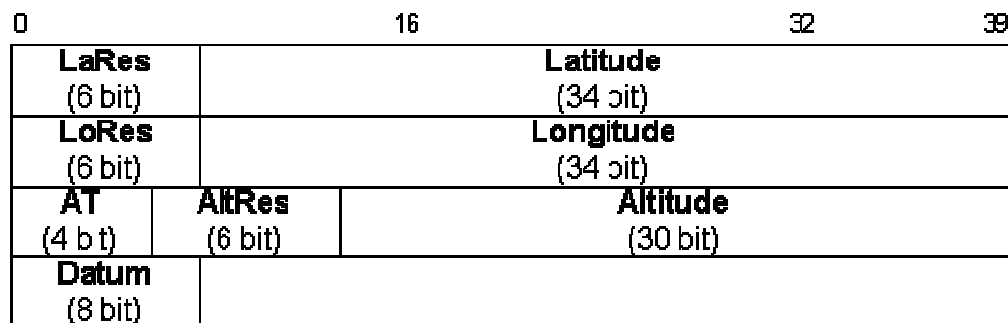 0 16 32 39
LaRes Latitude
(6 bit) (34 bit)
LoRes Longitude
(6 bit) (34 bit)
AT AltRes Altitude
(4 bit) (6 bit) (30 bit)
Datum
(8 bit)